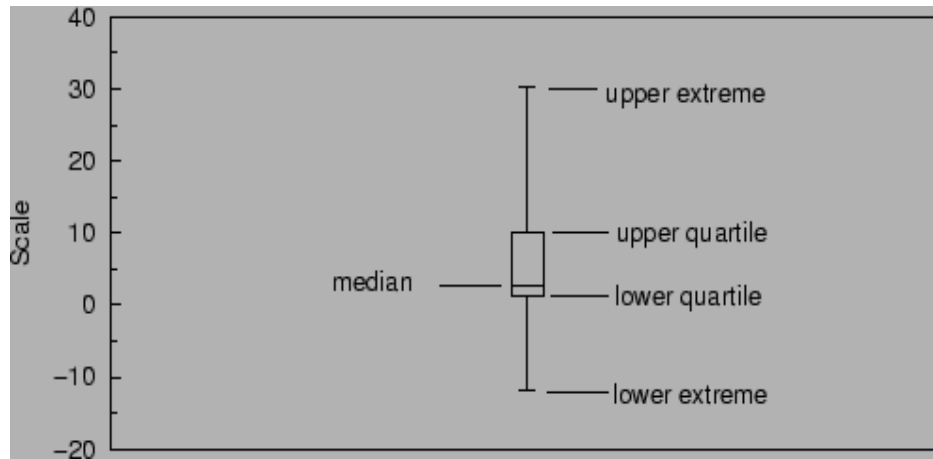 40
30
upper extreme
20
10
upper quartile
Scale
median
lower quartile
0
−10
lower extreme
−20